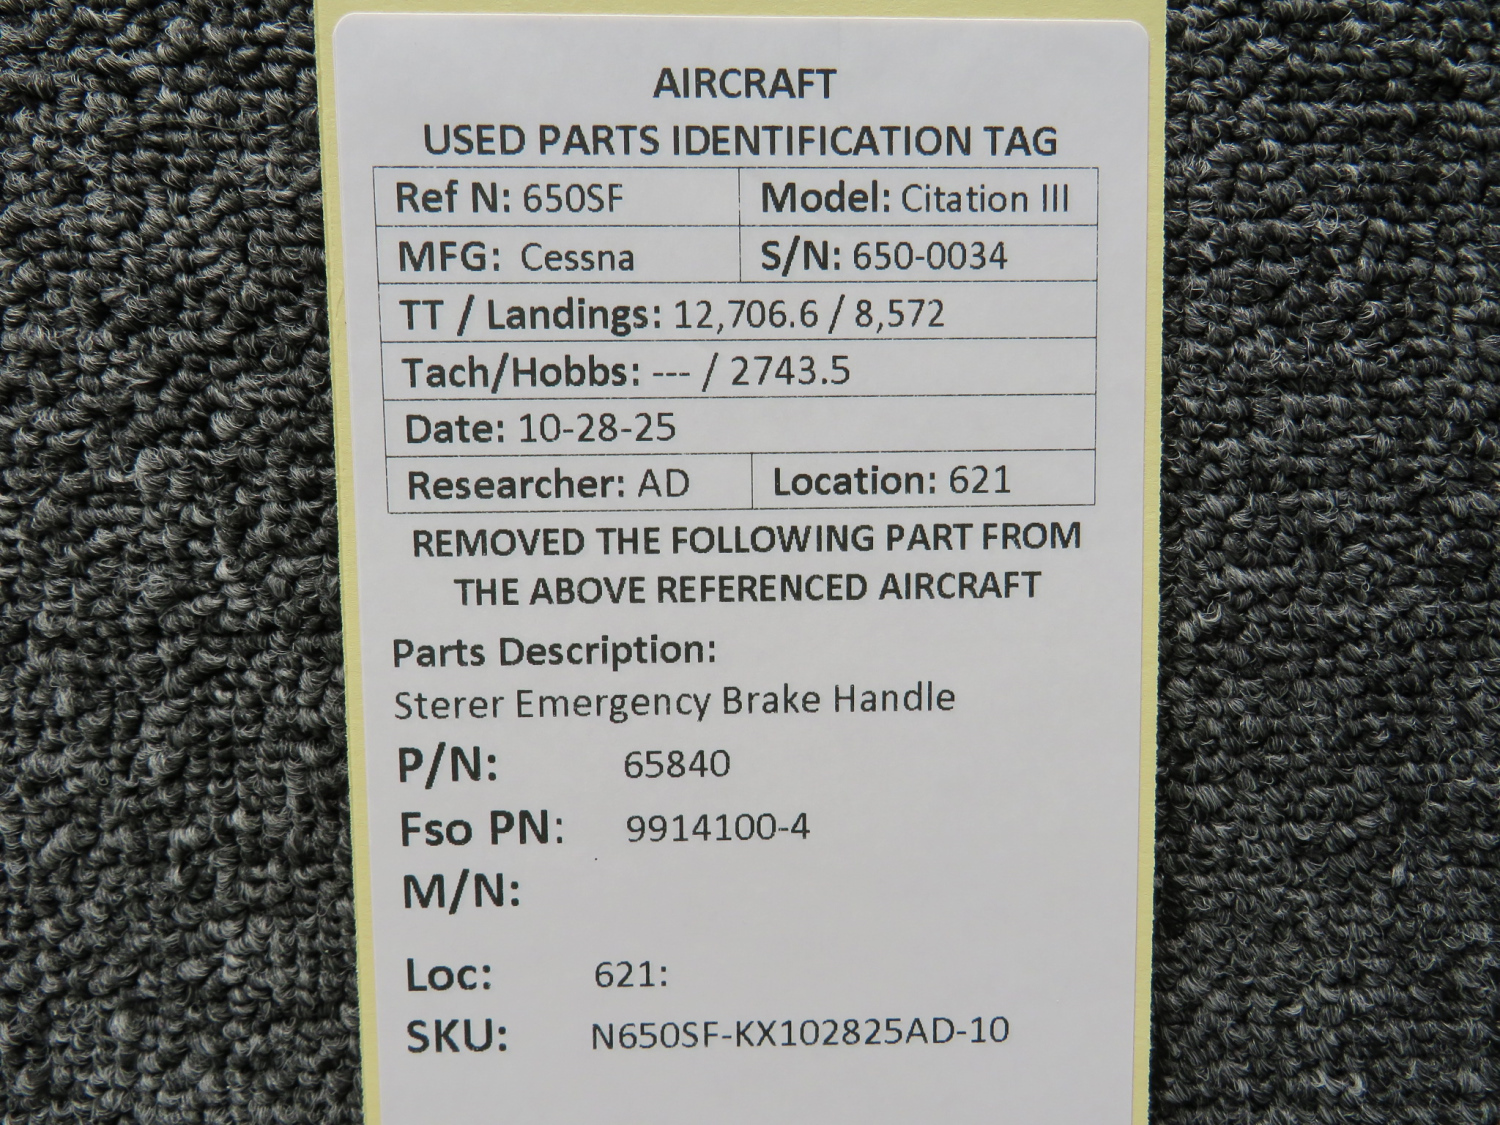 AIRCRAFT
USED PARTS IDENTIFICATION TAG
Ref N: 650SF Model: Citation III
MFG: Cessna S/N: 650-0034
TT / Landings: 12,706.6 / 8,572
Tach/Hobbs: --- / 2743.5
Date: 10-28-25
Researcher: AD Location: 621
REMOVED THE FOLLOWING PART FROM
THE ABOVE REFERENCED AIRCRAFT
Parts Description:
Sterer Emergency Brake Handle
P/N: 65840
Fso PN: 9914100-4
M/N:
Loc: 621:
SKU: N650SF-KX102825AD-10